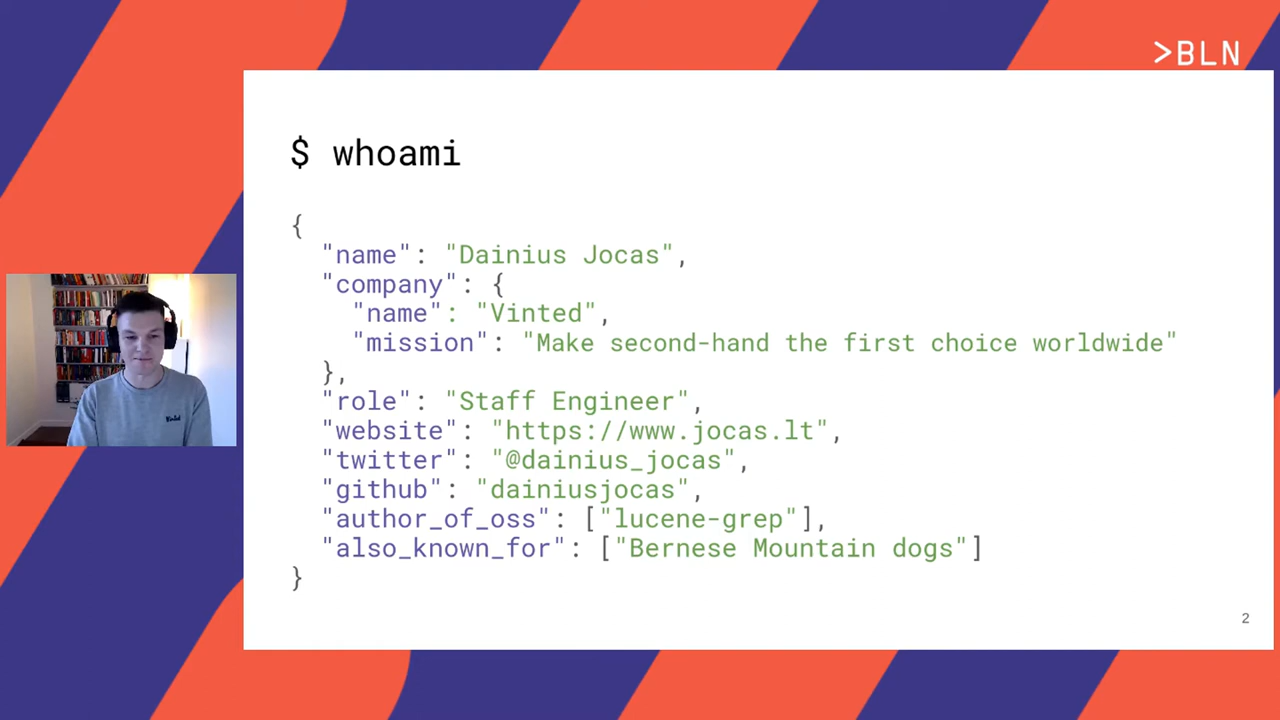 >BLN
$ whoami
{
"name": "Dainius Jocas",
"company": {
"name": "Vinted",
"mission": "Make second-hand the first choice worldwide"
},
"role": "Staff Engineer",
"website": "https://www.jocas.lt",
"twitter": "@dainius_jocas",
"github": "dainiusjocas",
"author_of_oss": ["lucene-grep"],
"also_known_for": ["Bernese Mountain dogs"]
}
Vinted
2